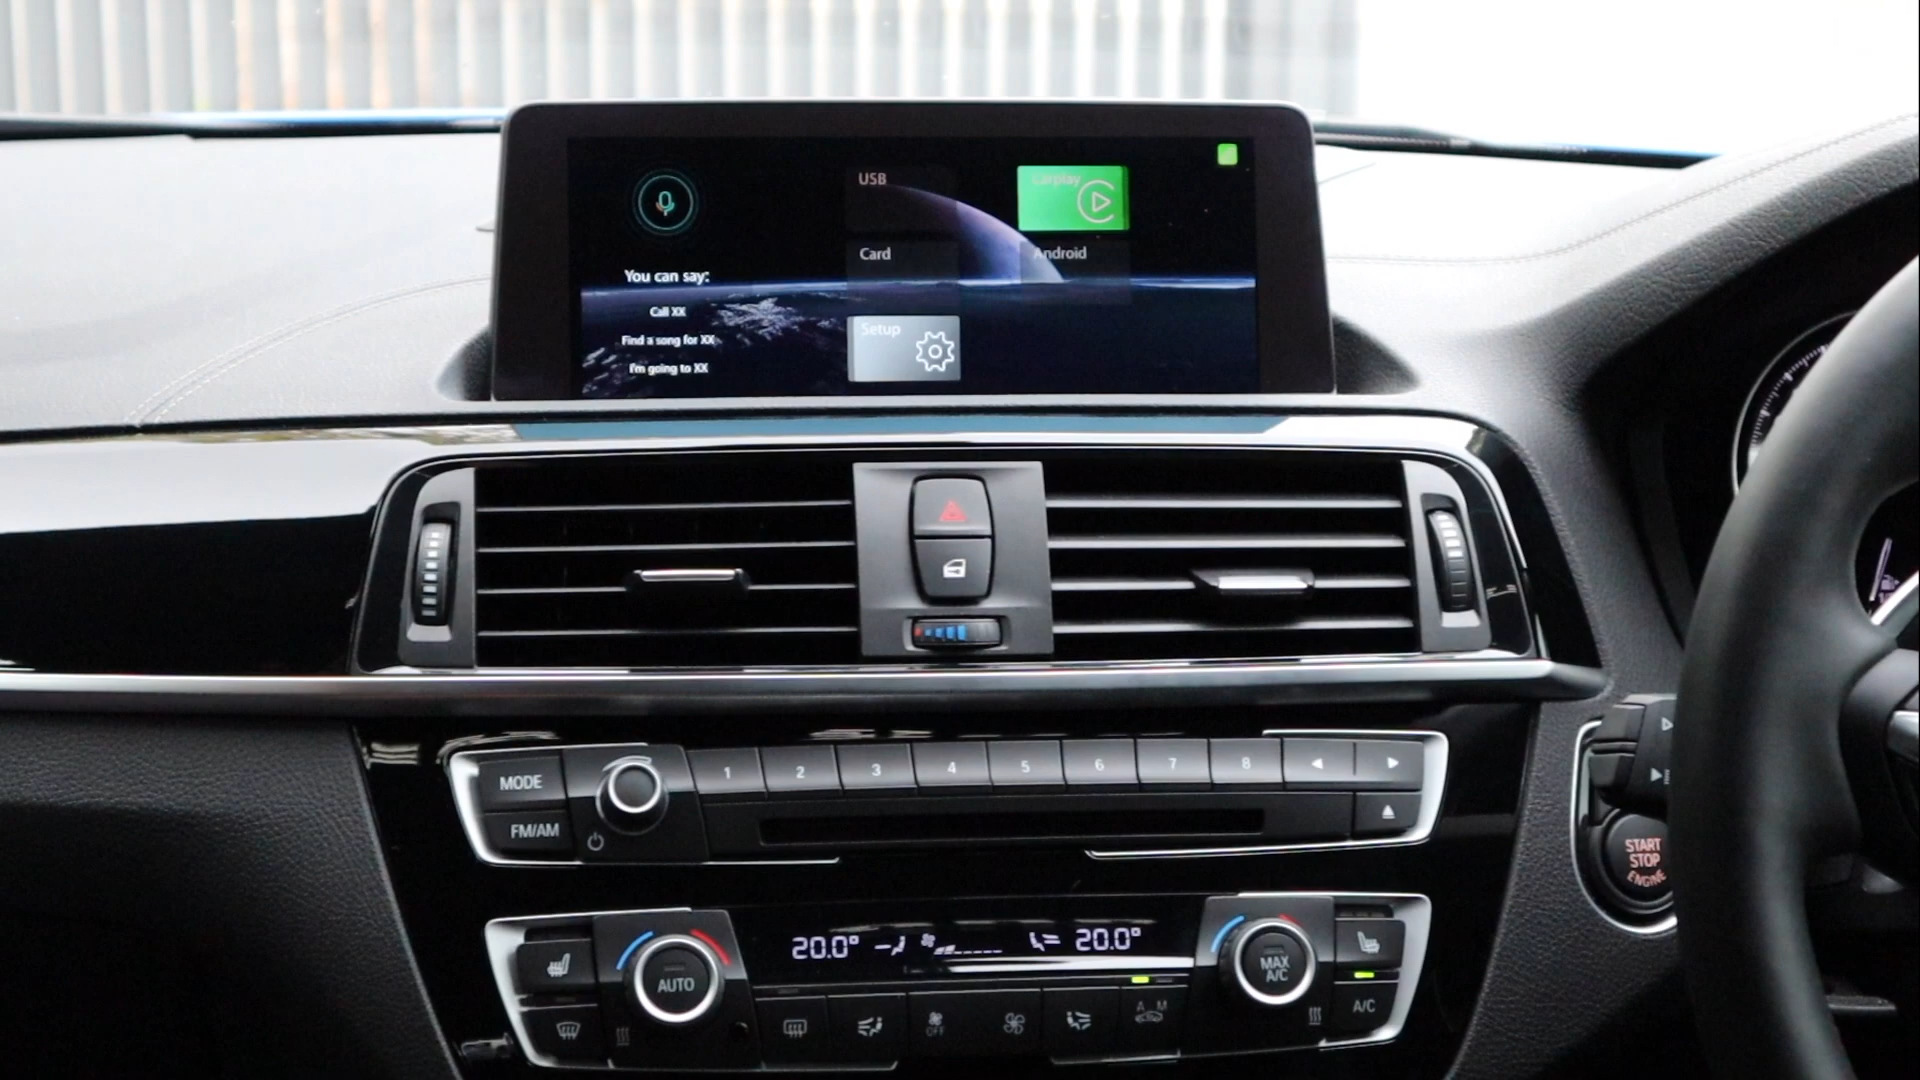 USB
Carplay
Card
Android
You can say:
Call XX
Find a song for XX
I'm going to XX
Setup
MODE
1 2 3 4 5 6 7 8
FM/AM
START
STOP
ENGINE
20.0° 20.0°
AUTO
MAX
A/C
A/C
OFF
A M